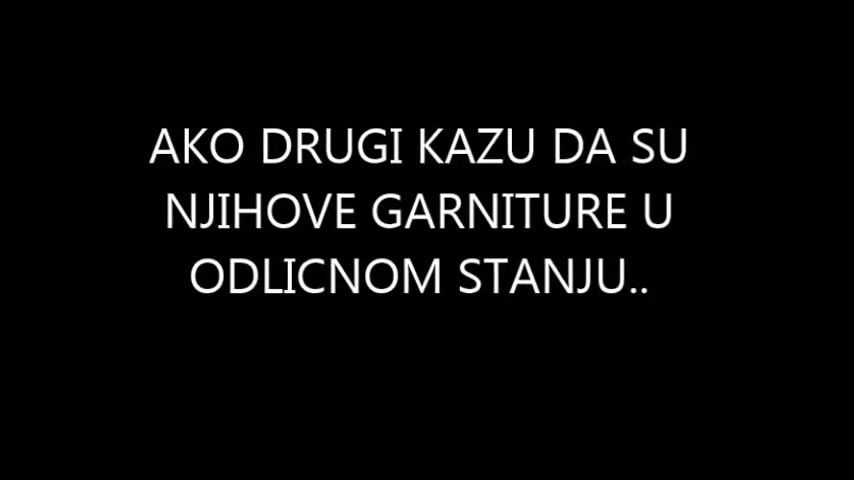 AKO DRUGI KAZU DA SU
NJIHOVE GARNITURE U
ODLICNOM STANJU..